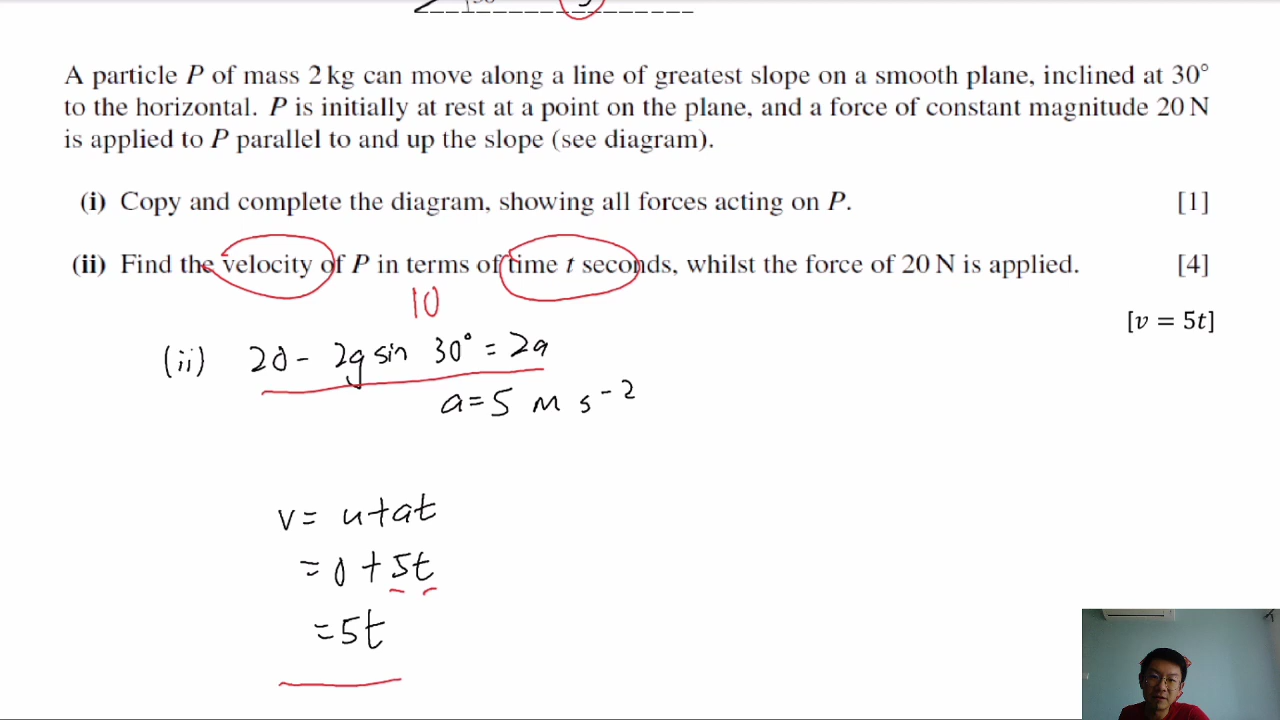 A particle P of mass 2 kg can move along a line of greatest slope on a smooth plane, inclined at 30°
to the horizontal. P is initially at rest at a point on the plane, and a force of constant magnitude 20 N
is applied to P parallel to and up the slope (see diagram).
(i) Copy and complete the diagram, showing all forces acting on P. [1]
(ii) Find the velocity of P in terms of time t seconds, whilst the force of 20 N is applied. [4]
10
[v = 5t]
(ii) 20 - 2g sin 30° = 2a
a = 5 m s⁻²
v = u + at
= 0 + 5t
= 5t